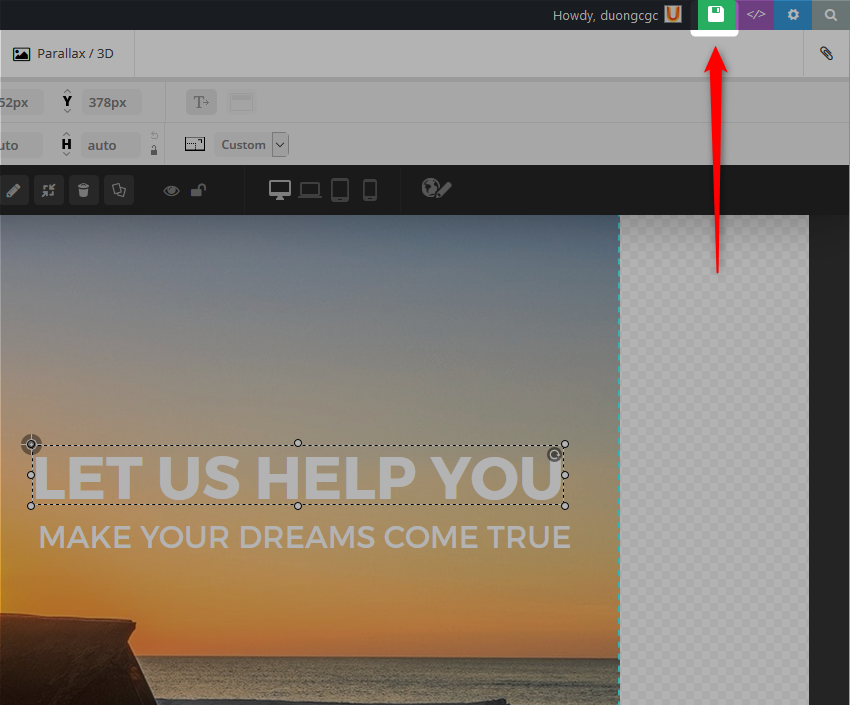 Howdy, duongcgc
</>
Parallax / 3D
52px Y 378px T
uto H auto Custom
LET US HELP YOU
MAKE YOUR DREAMS COME TRUE